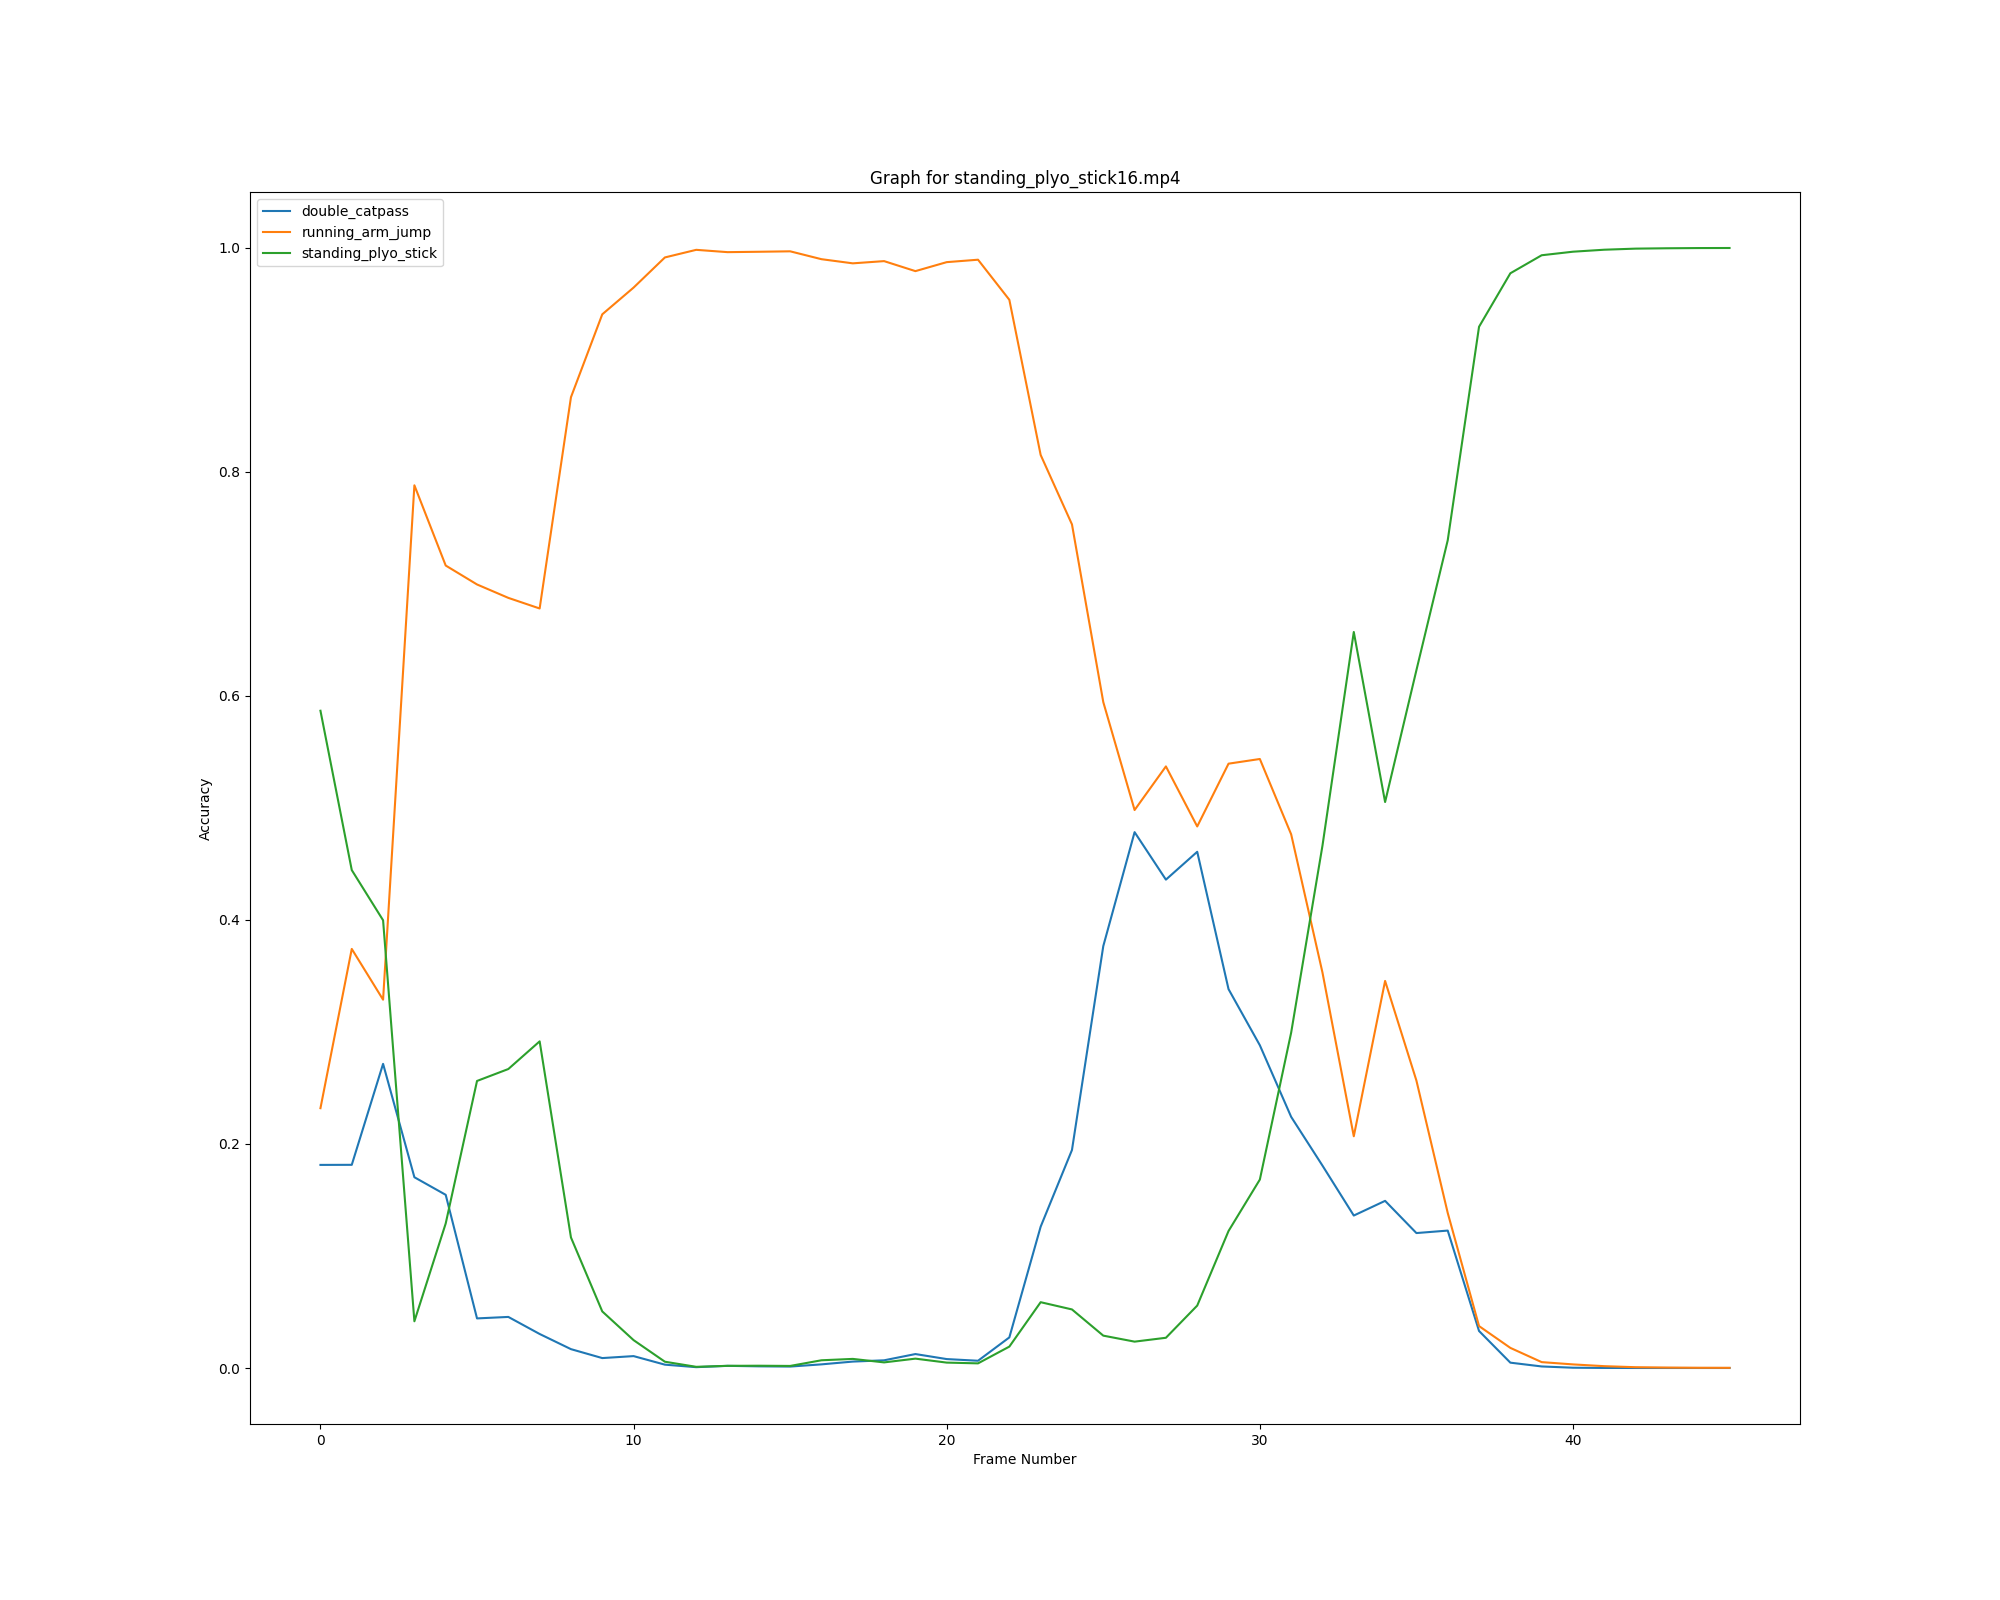 Graph for standing_plyo_stick16.mp4
double_catpass
running_arm_jump
standing_plyo_stick
1.0
0.8
0.6
0.4
0.2
0.0
Accuracy
0 10 20 30 40
Frame Number